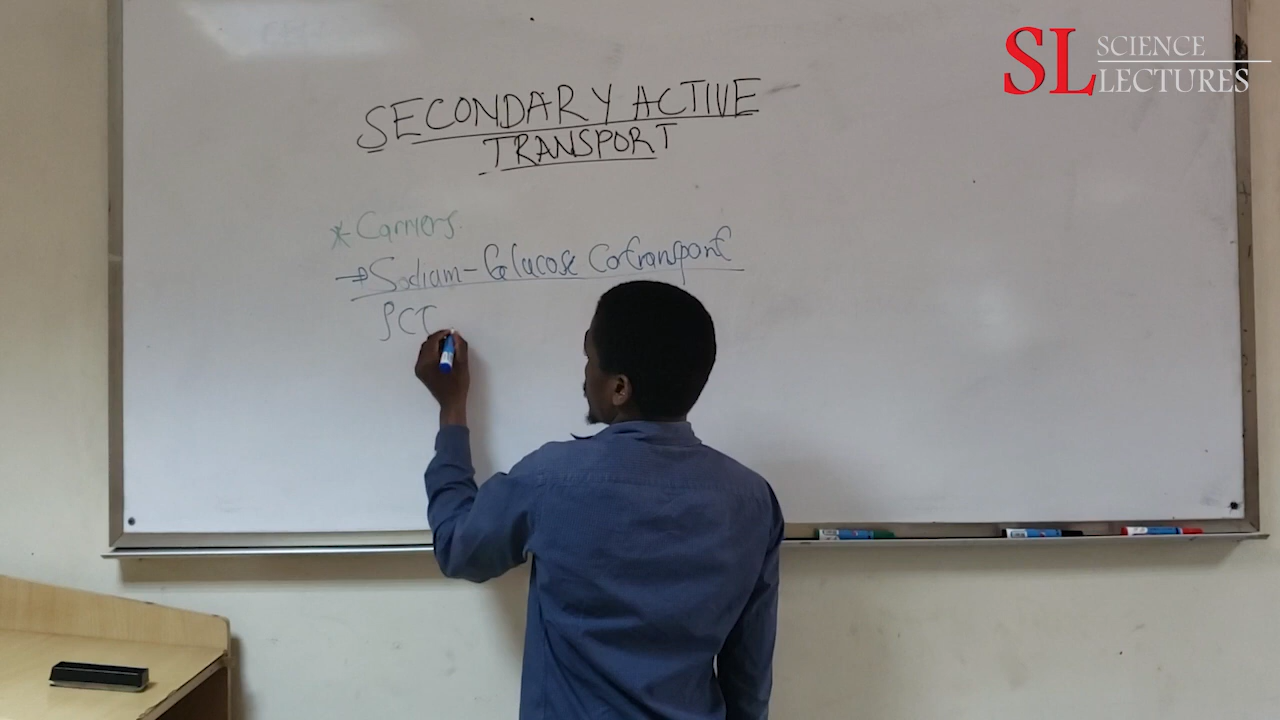 SL SCIENCE
LECTURES
SECONDARY ACTIVE
TRANSPORT
* Carriers.
→ Sodium-Glucose Cotransport
PCT